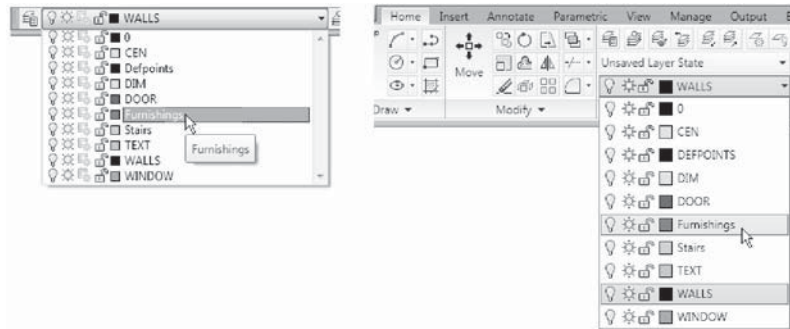 WALLS
0
CEN
Defpoints
DIM
DOOR
Furnishings
Stairs
TEXT
WALLS
WINDOW
Furnishings
Home Insert Annotate Parametric View Manage Output
Move
Unsaved Layer State
Draw Modify
WALLS
0
CEN
DEFPOINTS
DIM
DOOR
Furnishings
Stairs
TEXT
WALLS
WINDOW